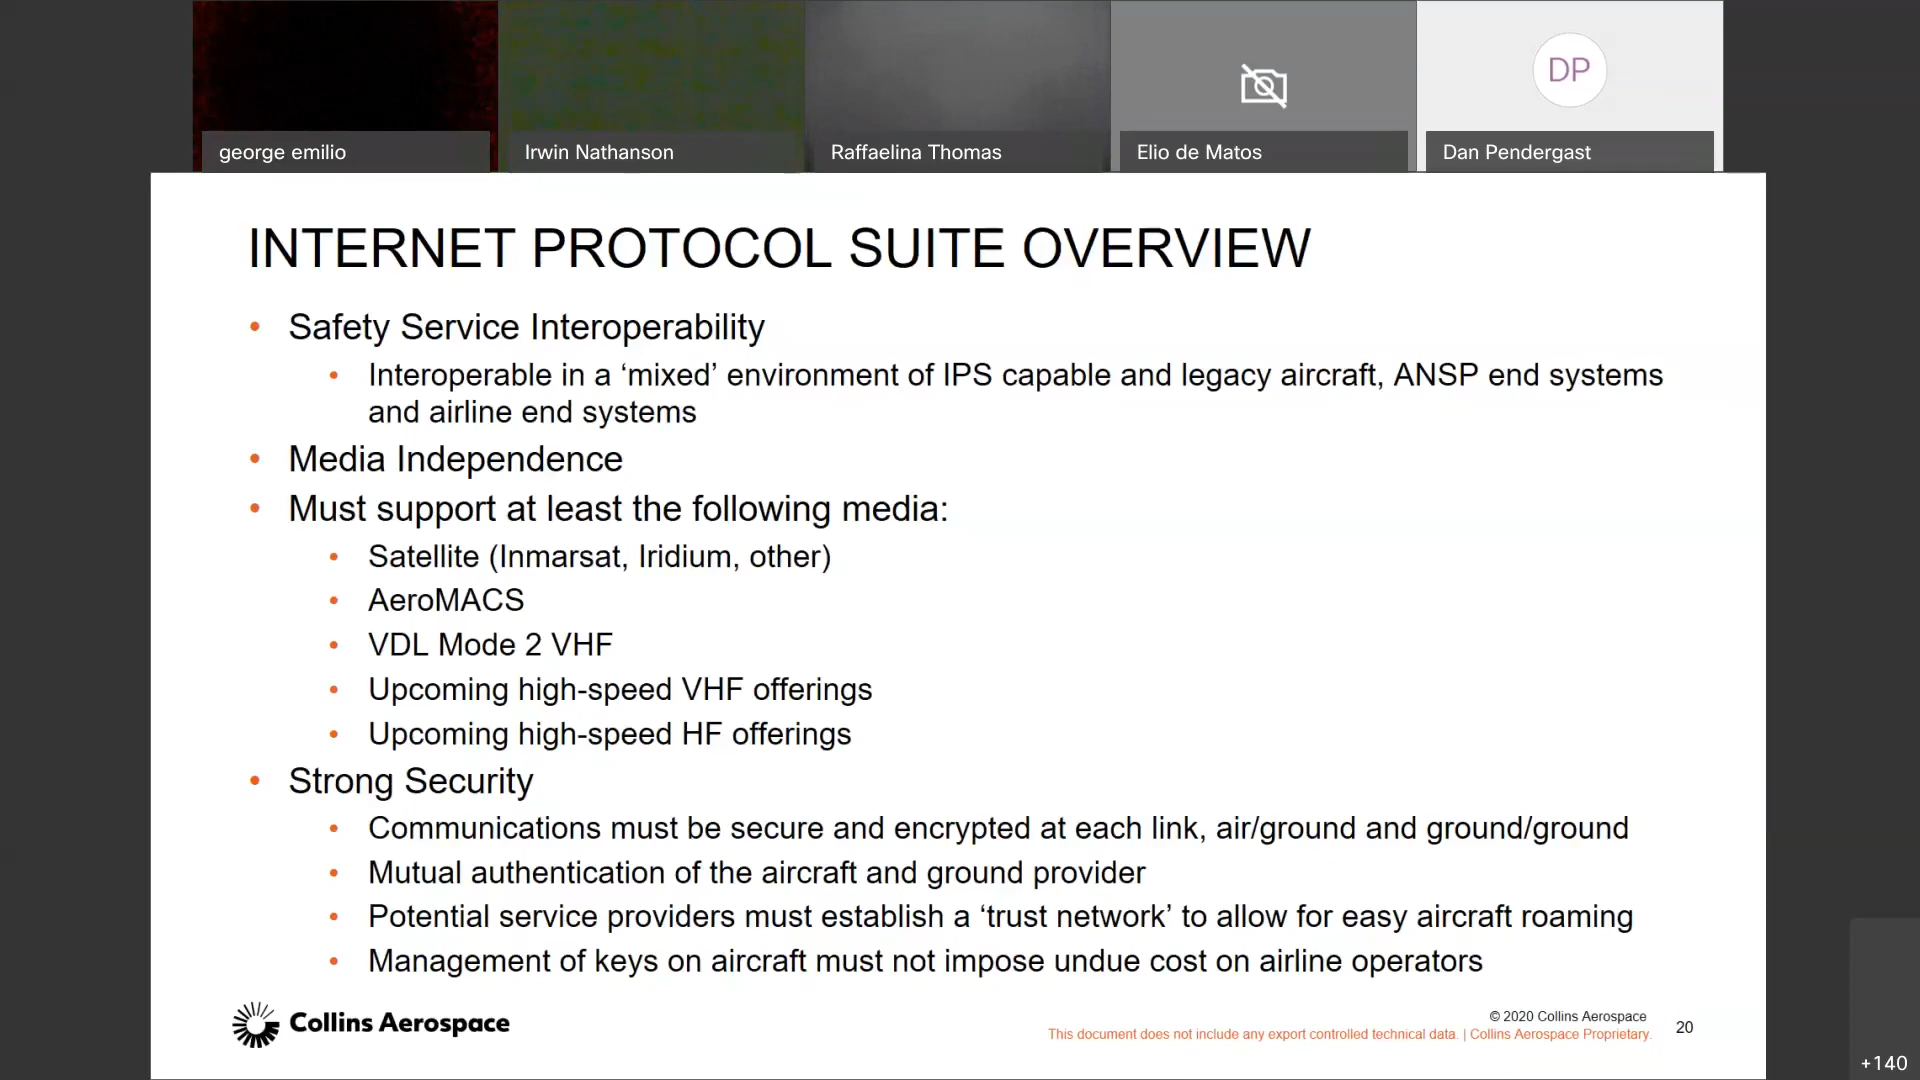 george emilio
Irwin Nathanson
Raffaelina Thomas
Elio de Matos
DP
Dan Pendergast
INTERNET PROTOCOL SUITE OVERVIEW
• Safety Service Interoperability
• Interoperable in a ‘mixed’ environment of IPS capable and legacy aircraft, ANSP end systems
and airline end systems
• Media Independence
• Must support at least the following media:
• Satellite (Inmarsat, Iridium, other)
• AeroMACS
• VDL Mode 2 VHF
• Upcoming high-speed VHF offerings
• Upcoming high-speed HF offerings
• Strong Security
• Communications must be secure and encrypted at each link, air/ground and ground/ground
• Mutual authentication of the aircraft and ground provider
• Potential service providers must establish a ‘trust network’ to allow for easy aircraft roaming
• Management of keys on aircraft must not impose undue cost on airline operators
Collins Aerospace
© 2020 Collins Aerospace
This document does not include any export controlled technical data. | Collins Aerospace Proprietary.
20
+140